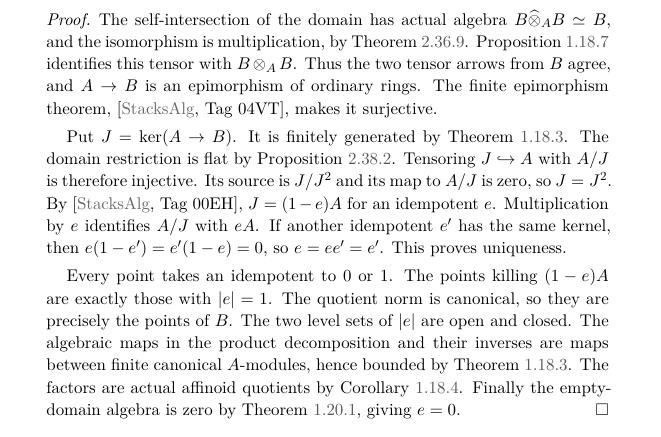 Proof. The self-intersection of the domain has actual algebra B⊗̂_A B ≃ B,
and the isomorphism is multiplication, by Theorem 2.36.9. Proposition 1.18.7
identifies this tensor with B ⊗_A B. Thus the two tensor arrows from B agree,
and A → B is an epimorphism of ordinary rings. The finite epimorphism
theorem, [StacksAlg, Tag 04VT], makes it surjective.
Put J = ker(A → B). It is finitely generated by Theorem 1.18.3. The
domain restriction is flat by Proposition 2.38.2. Tensoring J ↪ A with A/J
is therefore injective. Its source is J/J² and its map to A/J is zero, so J = J².
By [StacksAlg, Tag 00EH], J = (1 − e)A for an idempotent e. Multiplication
by e identifies A/J with eA. If another idempotent e′ has the same kernel,
then e(1 − e′) = e′(1 − e) = 0, so e = ee′ = e′. This proves uniqueness.
Every point takes an idempotent to 0 or 1. The points killing (1 − e)A
are exactly those with |e| = 1. The quotient norm is canonical, so they are
precisely the points of B. The two level sets of |e| are open and closed. The
algebraic maps in the product decomposition and their inverses are maps
between finite canonical A-modules, hence bounded by Theorem 1.18.3. The
factors are actual affinoid quotients by Corollary 1.18.4. Finally the empty-
domain algebra is zero by Theorem 1.20.1, giving e = 0. □